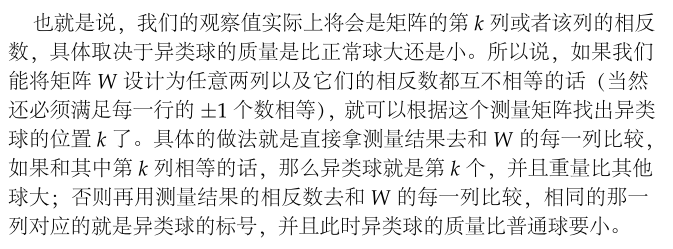 也就是说，我们的观察值实际上将会是矩阵的第 k 列或者该列的相反
数，具体取决于异类球的质量是比正常球大还是小。所以说，如果我们
能将矩阵 W 设计为任意两列以及它们的相反数都互不相等的话（当然
还必须满足每一行的 ±1 个数相等），就可以根据这个测量矩阵找出异类
球的位置 k 了。具体的做法就是直接拿测量结果去和 W 的每一列比较，
如果和其中第 k 列相等的话，那么异类球就是第 k 个，并且重量比其他
球大；否则再用测量结果的相反数去和 W 的每一列比较，相同的那一
列对应的就是异类球的标号，并且此时异类球的质量比普通球要小。